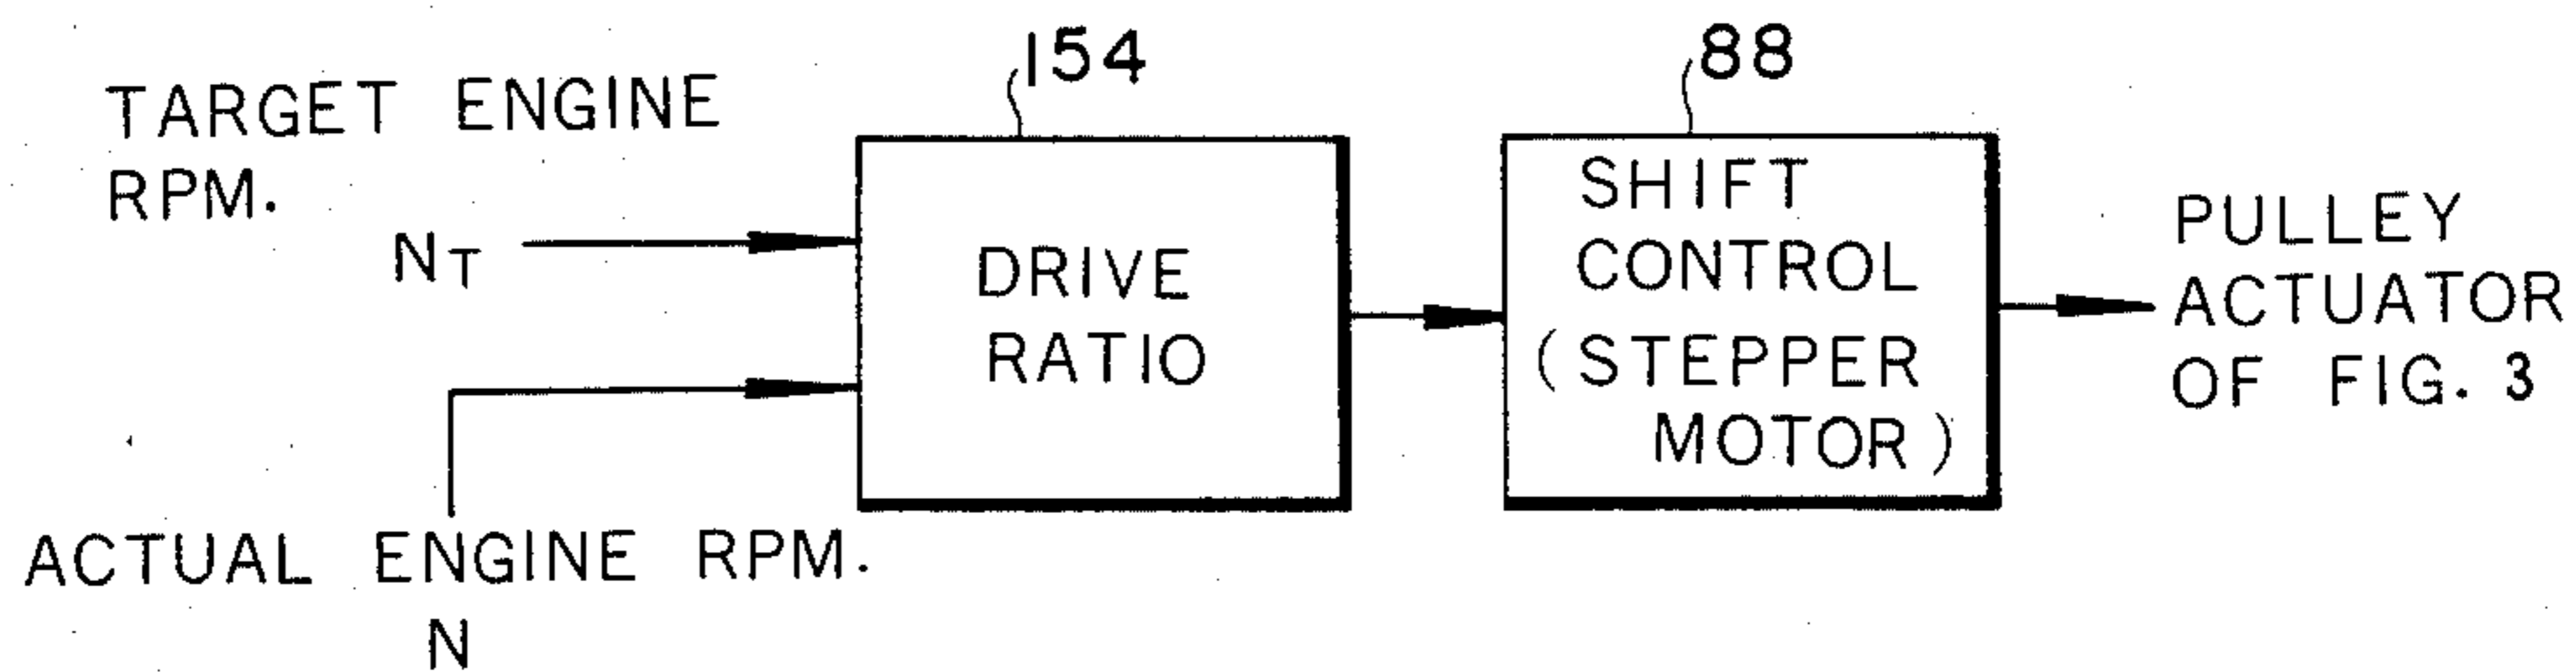 TARGET ENGINE
RPM.
NT
154
DRIVE
RATIO
88
SHIFT
CONTROL
(STEPPER
MOTOR)
PULLEY
ACTUATOR
OF FIG. 3
ACTUAL ENGINE RPM.
N